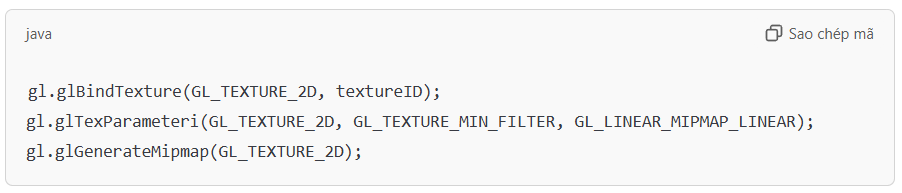 java
Sao chép mã
gl.glBindTexture(GL_TEXTURE_2D, textureID);
gl.glTexParameteri(GL_TEXTURE_2D, GL_TEXTURE_MIN_FILTER, GL_LINEAR_MIPMAP_LINEAR);
gl.glGenerateMipmap(GL_TEXTURE_2D);